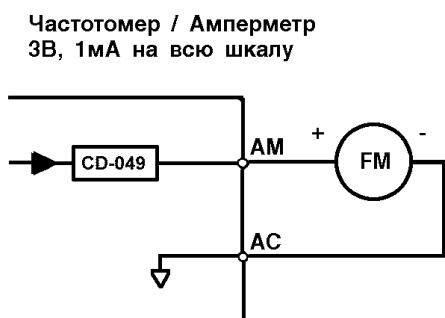 Частотомер / Амперметр
3В, 1мА на всю шкалу
AM
+
-
CD-049
FM
AC